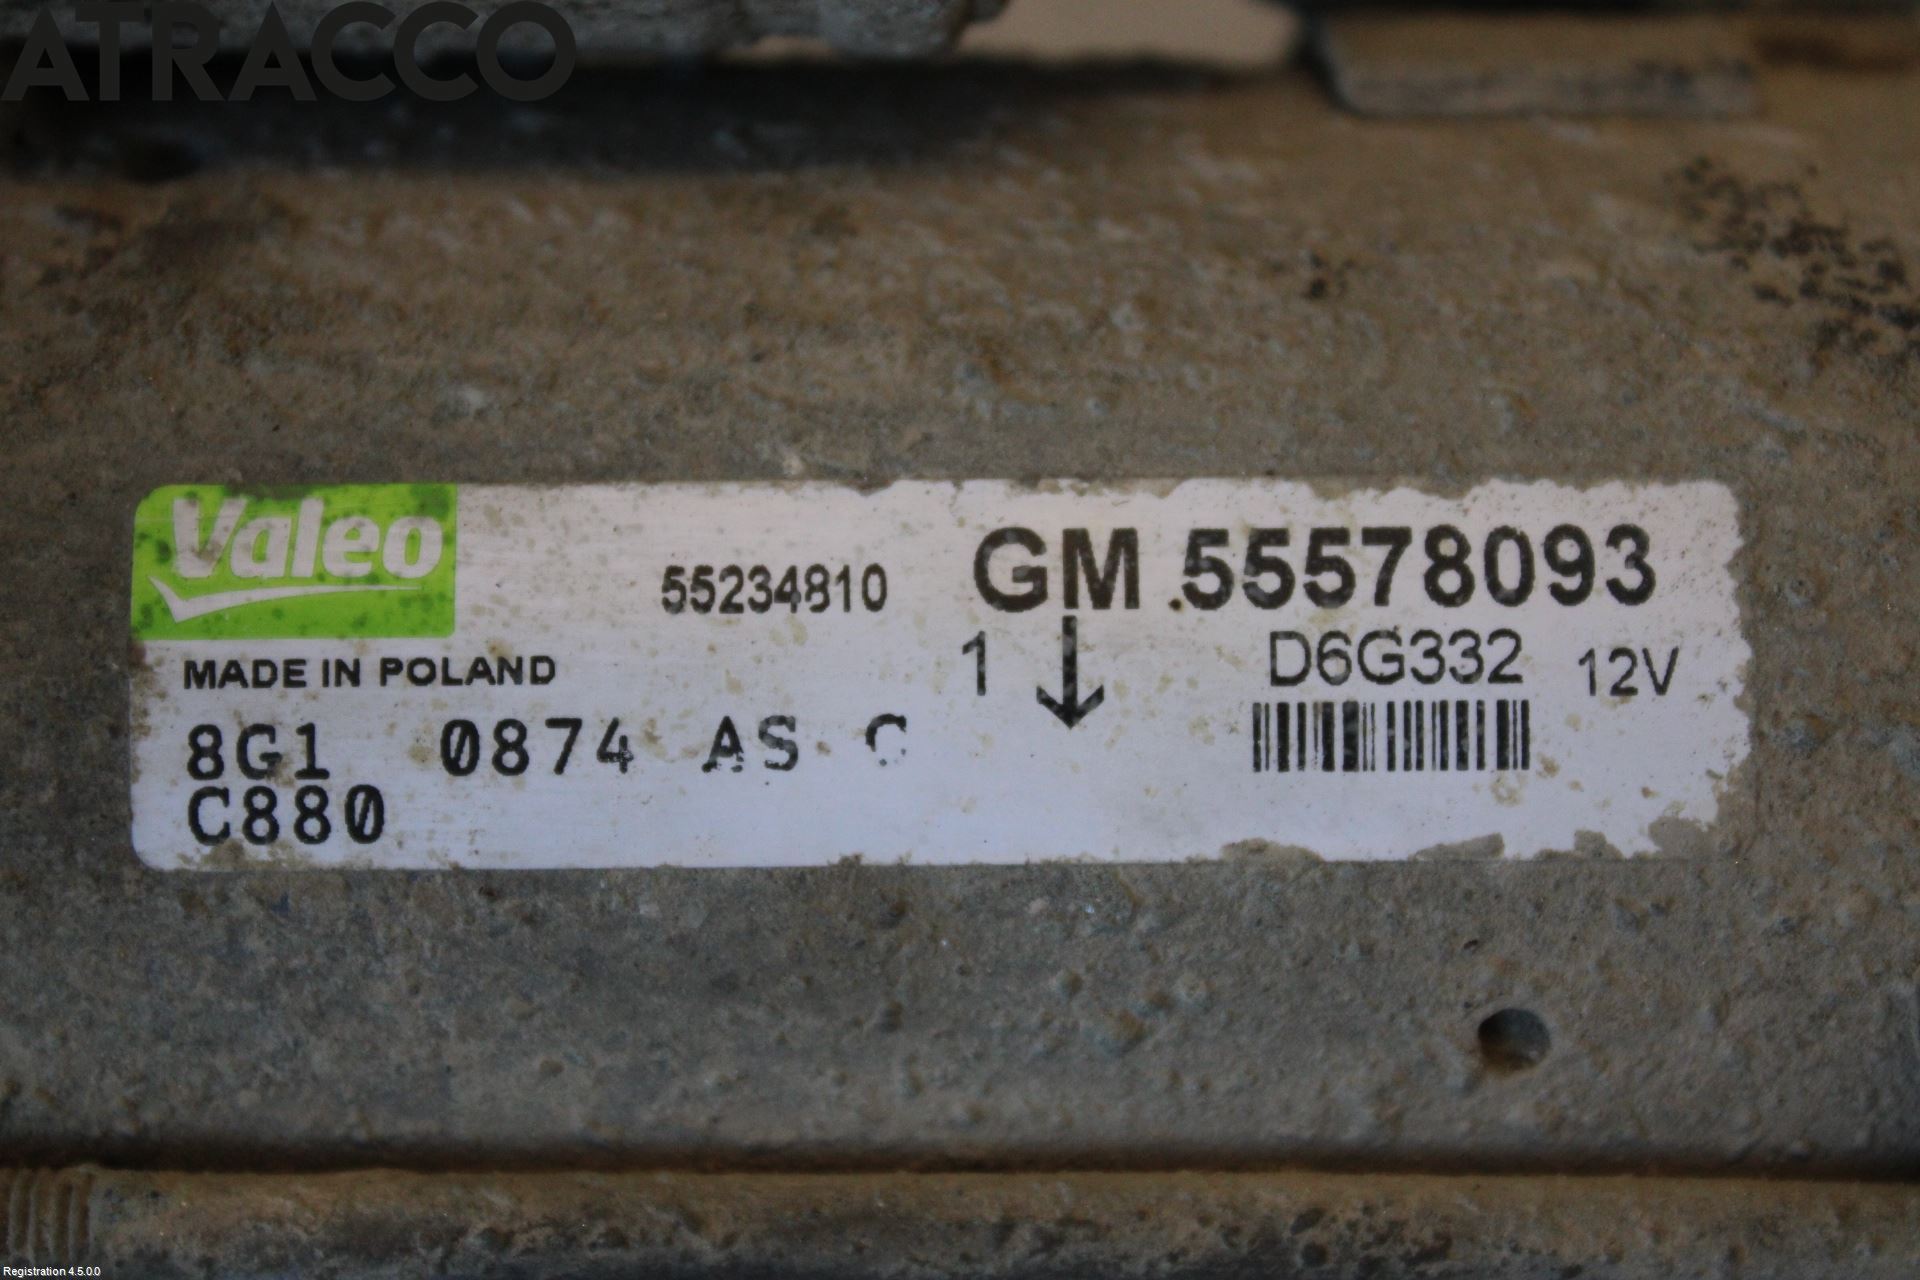 ATRACCO
Valeo
55234810
GM 55578093
MADE IN POLAND
1
D6G332
12V
8G1 0874 AS C
C880
Registration 4.5.0.0